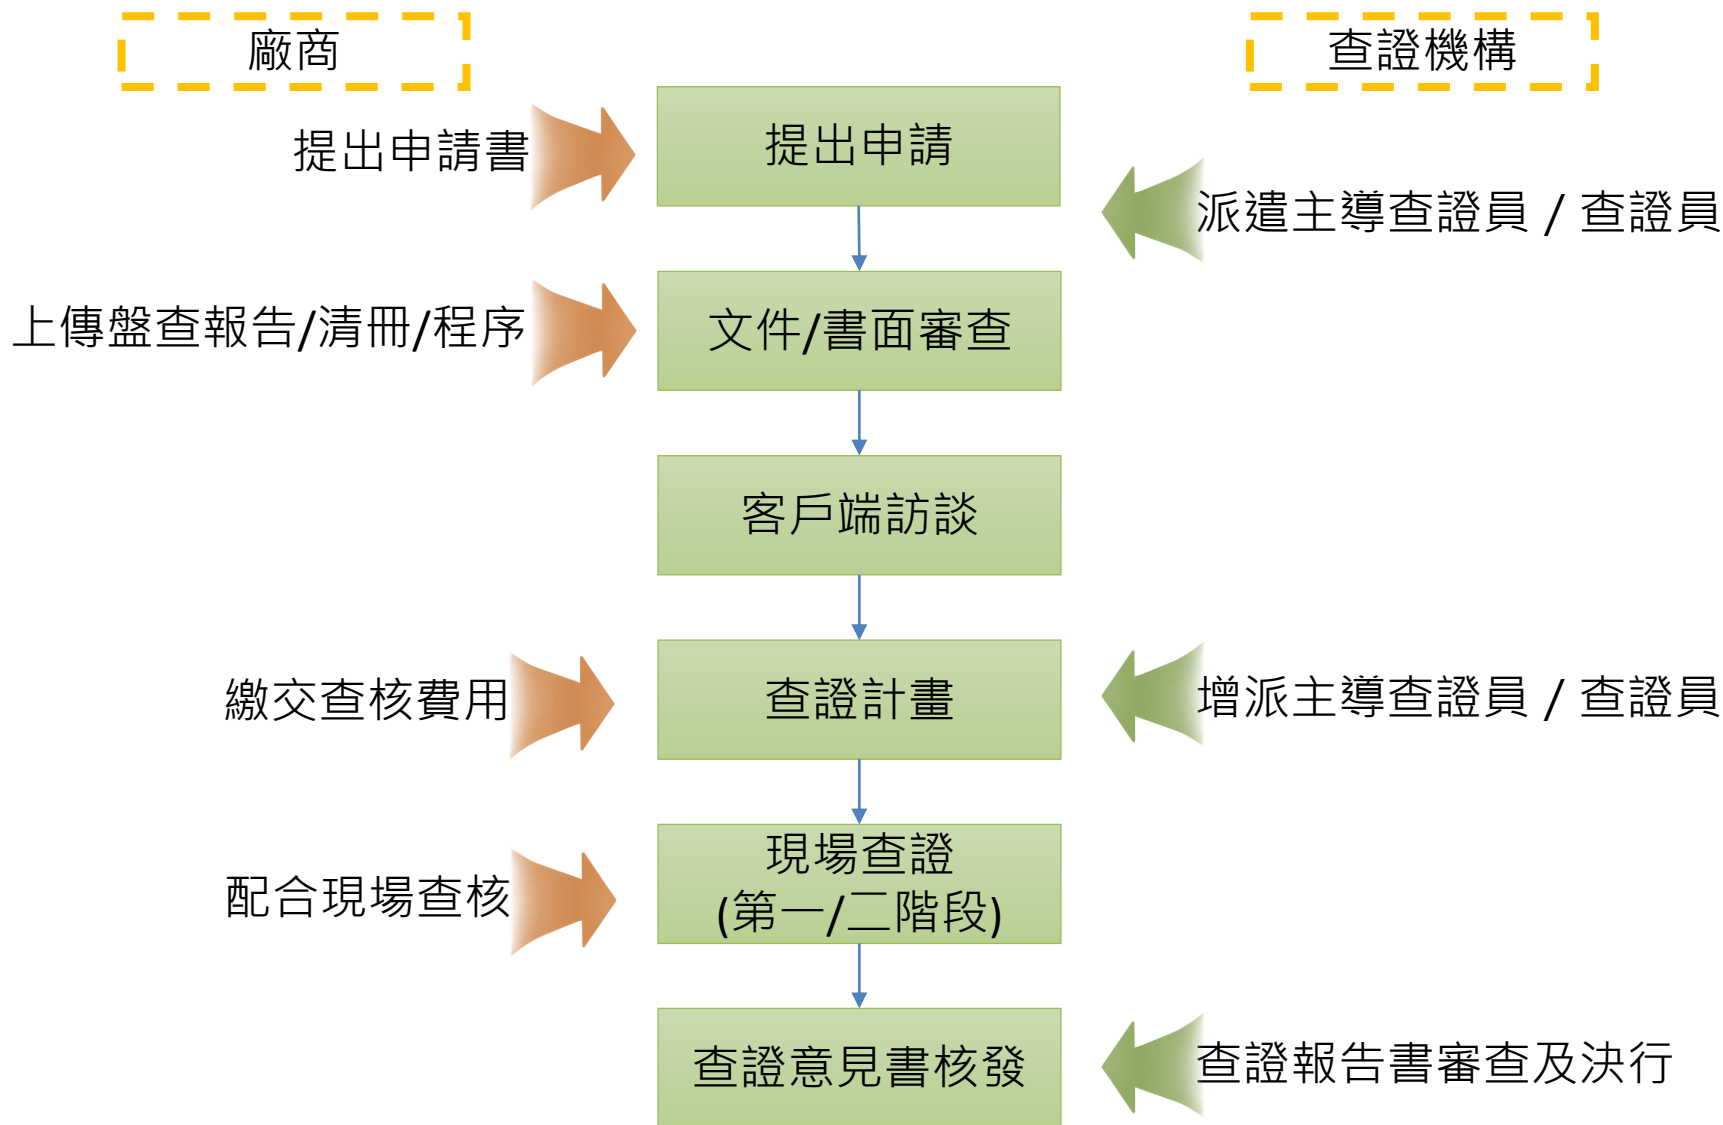 廠商
查證機構
提出申請書
提出申請
派遣主導查證員 / 查證員
上傳盤查報告/清冊/程序
文件/書面審查
客戶端訪談
繳交查核費用
查證計畫
增派主導查證員 / 查證員
配合現場查核
現場查證
(第一/二階段)
查證意見書核發
查證報告書審查及決行